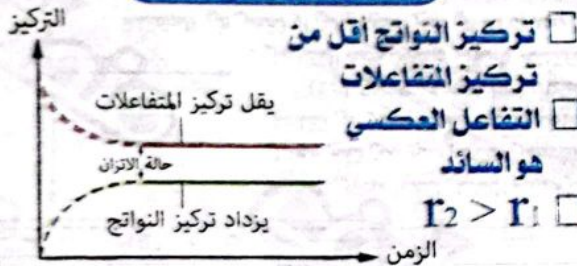 التركيز
□ تركيز النواتج أقل من
تركيز المتفاعلات
□ التفاعل العكسي
هو السائد
□ r₂ > r₁
يقل تركيز المتفاعلات
حالة الاتزان
يزداد تركيز النواتج
الزمن